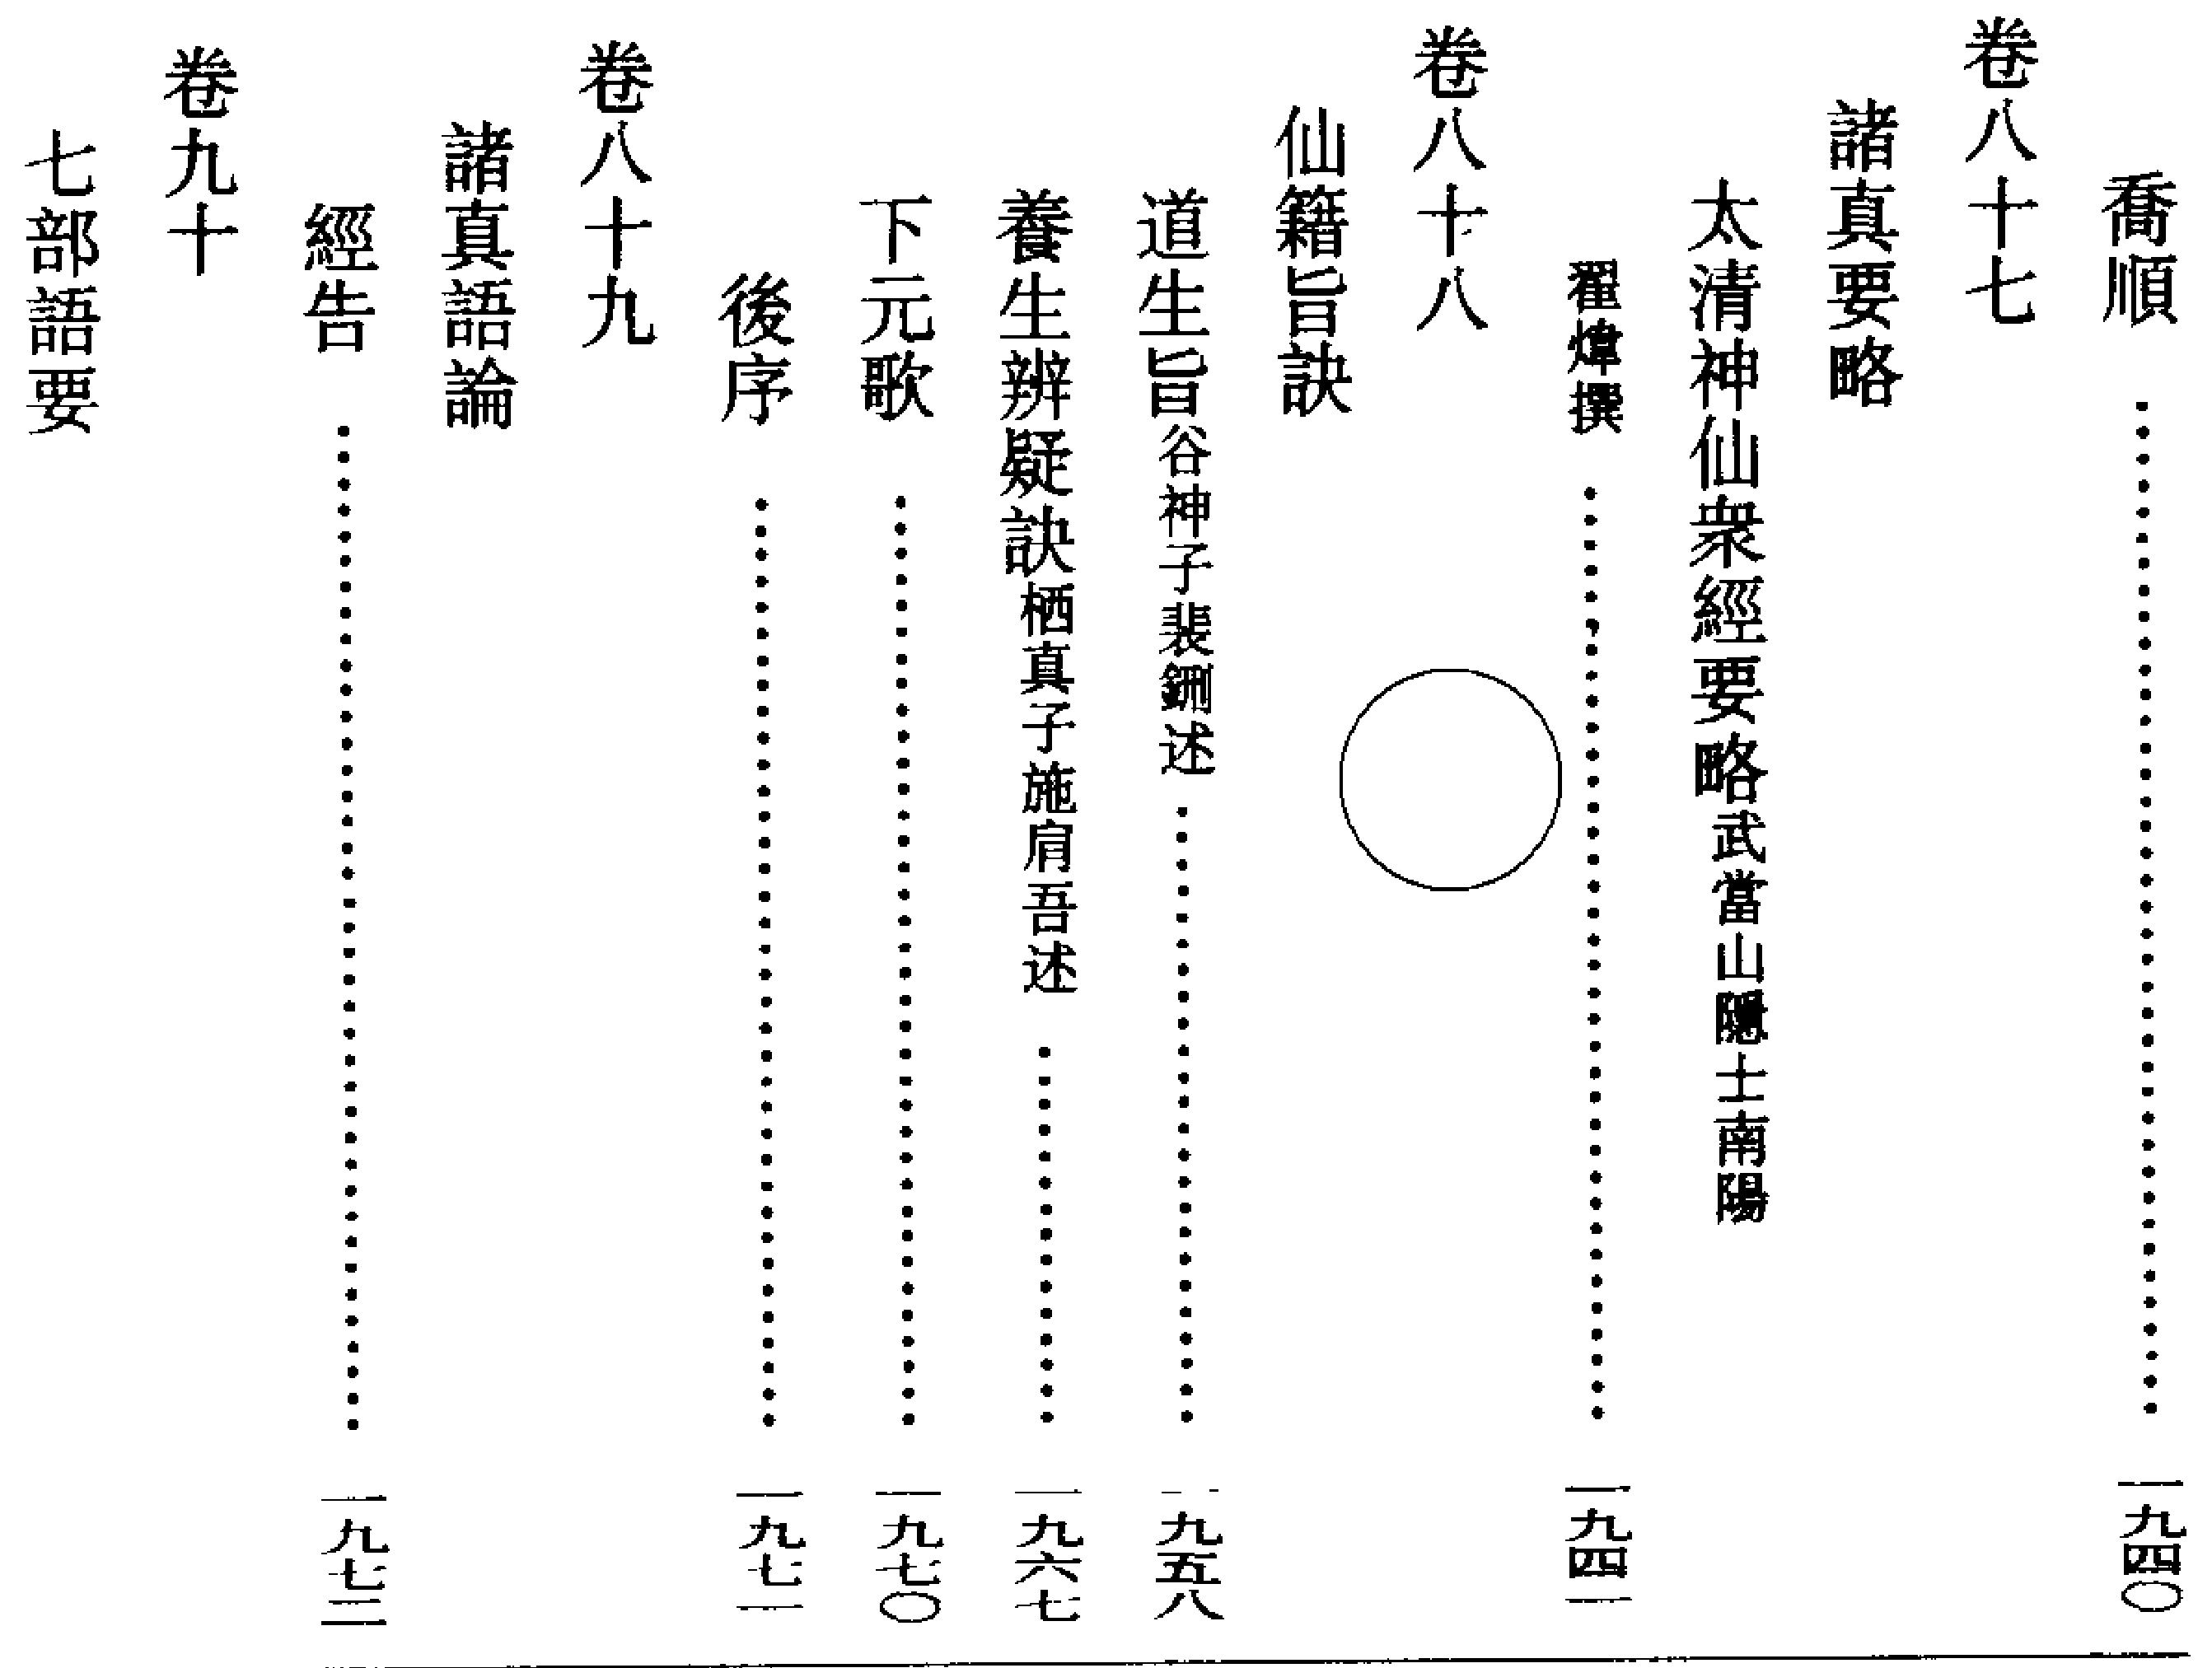 喬順……一九四〇
卷八十七
諸真要略
太清神仙衆經要略武當山隱士南陽
翟煒撰……一九四一
卷八十八
仙籍旨訣
道生旨谷神子裴鉶述……一九五八
養生辨疑訣栖真子施肩吾述……一九六七
下元歌……一九七〇
後序……一九七一
卷八十九
諸真語論
經告……一九七二
卷九十
七部語要